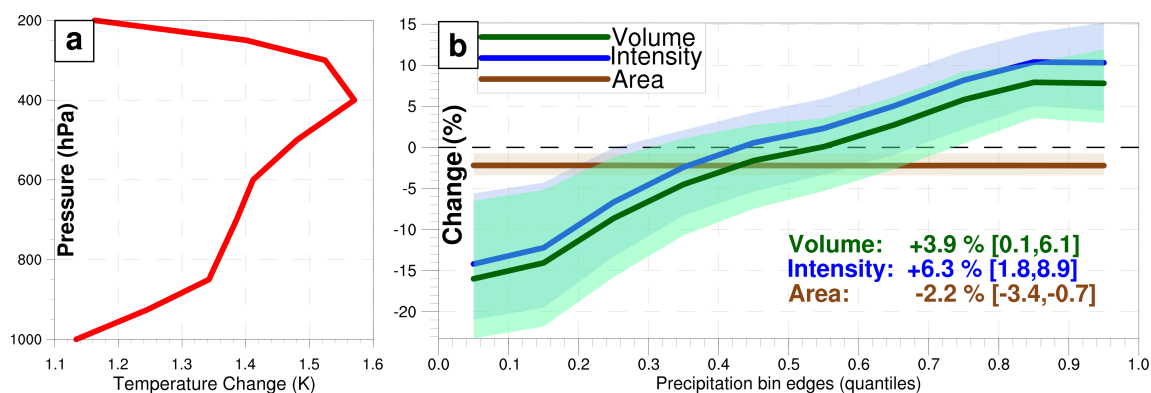 a
Pressure (hPa)
200
400
600
800
1000
1.1 1.2 1.3 1.4 1.5 1.6
Temperature Change (K)
b
Volume
Intensity
Area
Change (%)
15
10
5
0
-5
-10
-15
-20
Volume: +3.9 % [0.1,6.1]
Intensity: +6.3 % [1.8,8.9]
Area: -2.2 % [-3.4,-0.7]
0.0 0.1 0.2 0.3 0.4 0.5 0.6 0.7 0.8 0.9 1.0
Precipitation bin edges (quantiles)